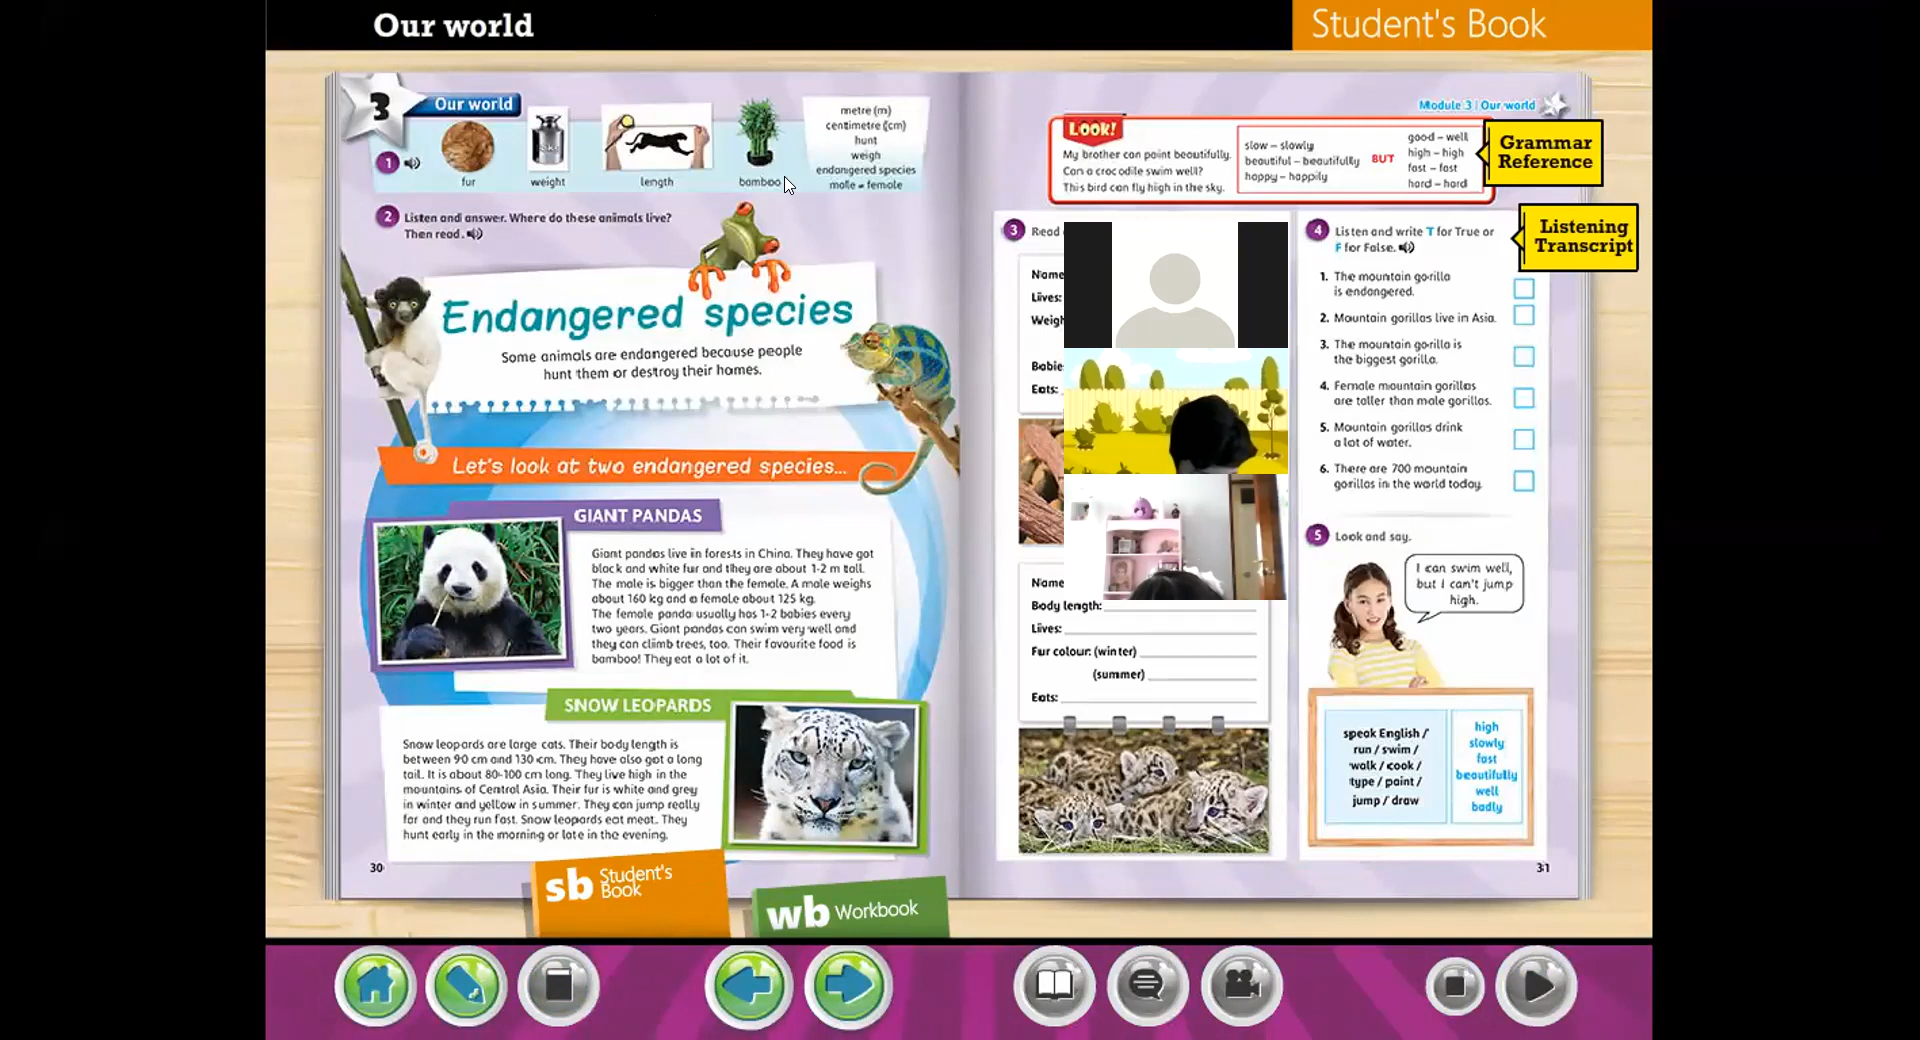 Our world
Student's Book
3
Our world
1
fur
weight
length
bamboo
metre (m)
centimetre (cm)
hunt
weigh
endangered species
male ≠ female
2 Listen and answer. Where do these animals live?
Then read.
Endangered species
Some animals are endangered because people
hunt them or destroy their homes.
Let's look at two endangered species...
GIANT PANDAS
Giant pandas live in forests in China. They have got
black and white fur and they are about 1-2 m tall.
The male is bigger than the female. A male weighs
about 160 kg and a female about 125 kg.
The female panda usually has 1-2 babies every
two years. Giant pandas can swim very well and
they can climb trees, too. Their favourite food is
bamboo! They eat a lot of it.
SNOW LEOPARDS
Snow leopards are large cats. Their body length is
between 90 cm and 130 cm. They have also got a long
tail. It is about 80-100 cm long. They live high in the
mountains of Central Asia. Their fur is white and grey
in winter and yellow in summer. They can jump really
far and they run fast. Snow leopards eat meat. They
hunt early in the morning or late in the evening.
30
sb Student's
Book
wb Workbook
Module 3 | Our world
LOOK!
My brother can paint beautifully.
Can a crocodile swim well?
This bird can fly high in the sky.
slow – slowly
beautiful – beautifully
happy – happily
BUT
good – well
high – high
fast – fast
hard – hard
Grammar
Reference
Listening
Transcript
3 Read
Name
Lives:
Weigh
Babie
Eats:
Name
Body length:
Lives:
Fur colour: (winter)
(summer)
Eats:
4 Listen and write T for True or
F for False.
1. The mountain gorilla
is endangered.
2. Mountain gorillas live in Asia.
3. The mountain gorilla is
the biggest gorilla.
4. Female mountain gorillas
are taller than male gorillas.
5. Mountain gorillas drink
a lot of water.
6. There are 700 mountain
gorillas in the world today.
5 Look and say.
I can swim well,
but I can't jump
high.
speak English /
run / swim /
walk / cook /
type / paint /
jump / draw
high
slowly
fast
beautifully
well
badly
31